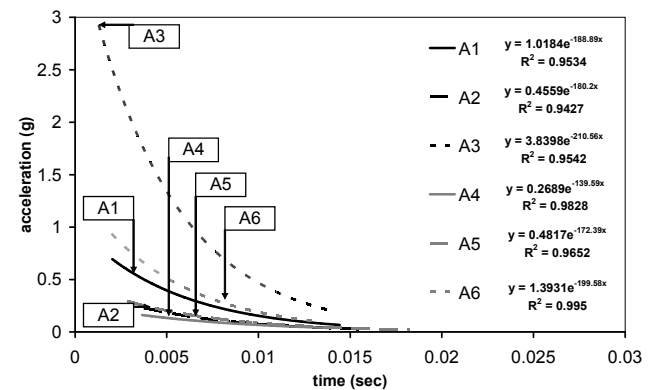 3
2.5
2
1.5
1
0.5
0
acceleration (g)
0 0.005 0.01 0.015 0.02 0.025 0.03
time (sec)
A3
A4
A5
A1
A6
A2
A1 y = 1.0184e^-188.89x
R² = 0.9534
A2 y = 0.4559e^-180.2x
R² = 0.9427
A3 y = 3.8398e^-210.56x
R² = 0.9542
A4 y = 0.2689e^-139.59x
R² = 0.9828
A5 y = 0.4817e^-172.39x
R² = 0.9652
A6 y = 1.3931e^-199.58x
R² = 0.995